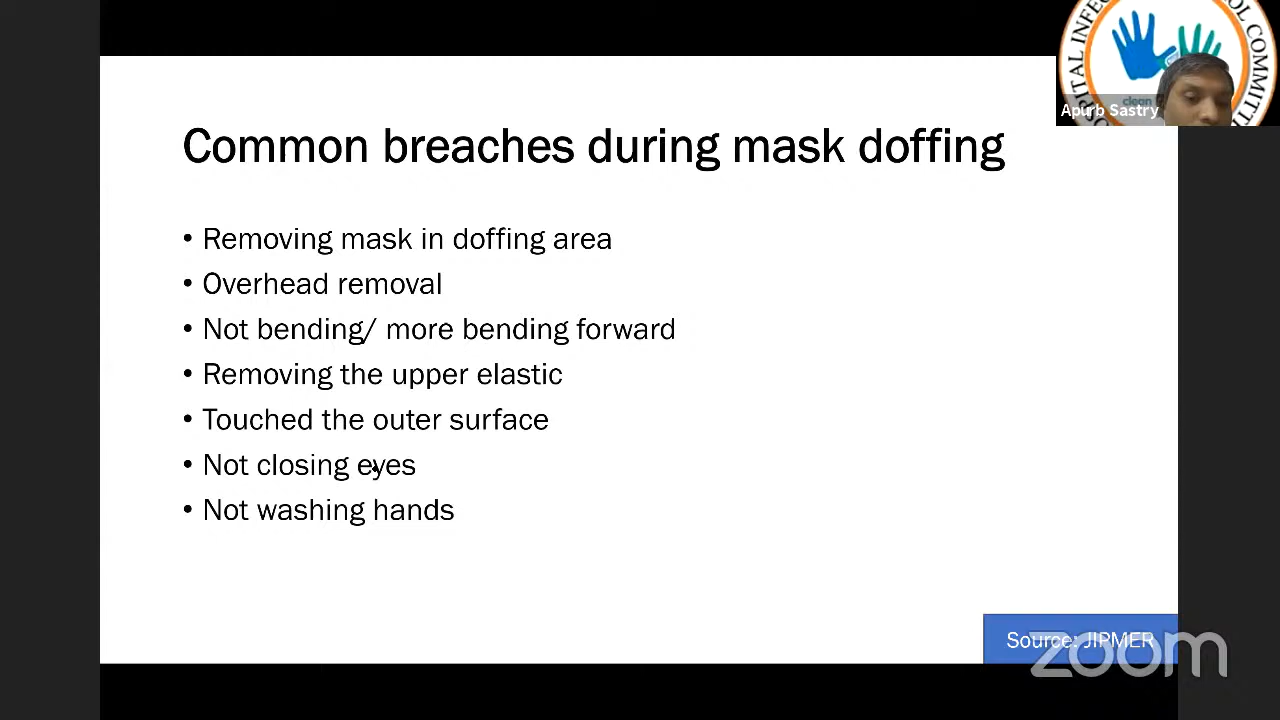 Common breaches during mask doffing
• Removing mask in doffing area
• Overhead removal
• Not bending/ more bending forward
• Removing the upper elastic
• Touched the outer surface
• Not closing eyes
• Not washing hands
Source: JIPMER
zoom
Apurb Sastry
clean